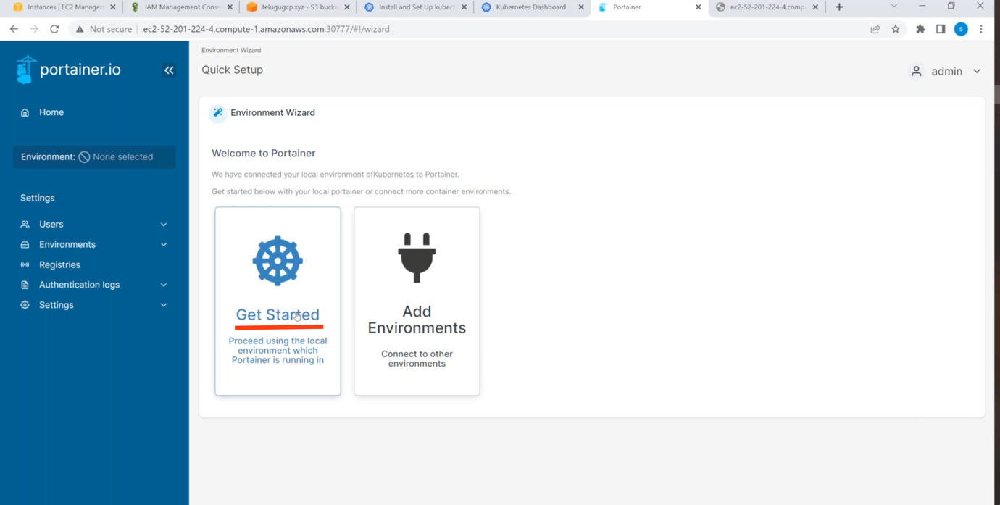 Instances | EC2 Managem
IAM Management Conso
telugugcp.xyz - S3 bucke
Install and Set Up kubect
Kubernetes Dashboard
Portainer
ec2-52-201-224-4.compu
Not secure
ec2-52-201-224-4.compute-1.amazonaws.com:30777/#!/wizard
S
portainer.io
Home
Environment: None selected
Settings
Users
Environments
Registries
Authentication logs
Settings
Environment Wizard
Quick Setup
admin
Environment Wizard
Welcome to Portainer
We have connected your local environment ofKubernetes to Portainer.
Get started below with your local portainer or connect more container environments.
Get Started
Proceed using the local
environment which
Portainer is running in
Add
Environments
Connect to other
environments